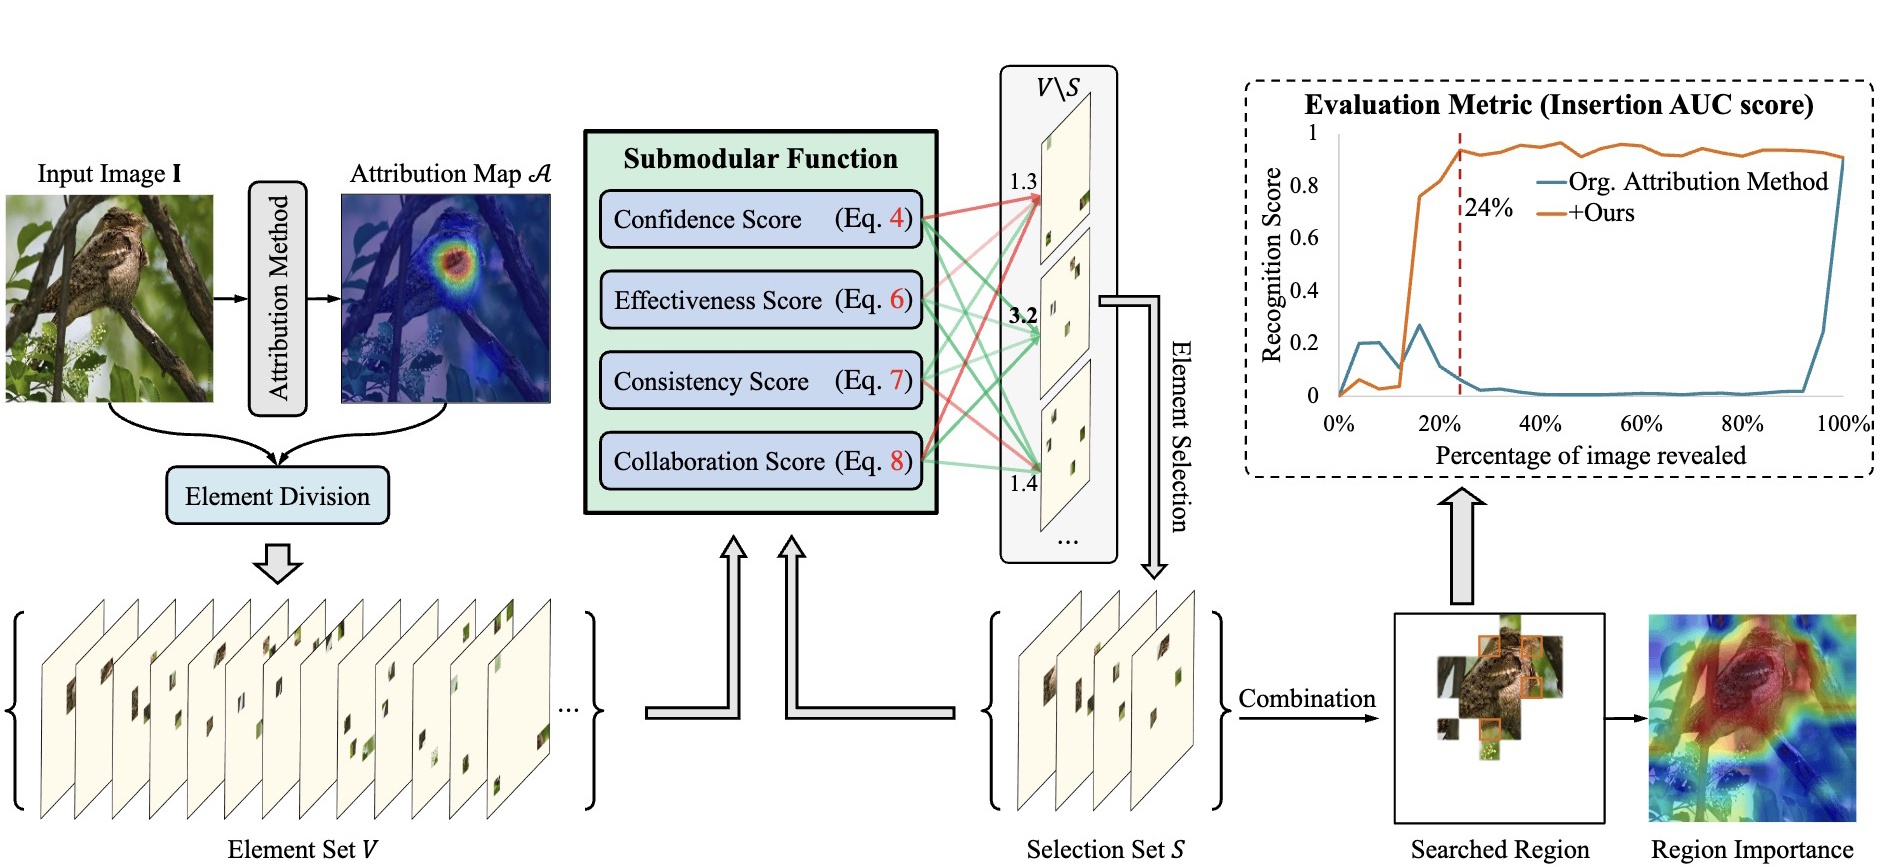 Input Image I
Attribution Method
Attribution Map 𝒜
Element Division
Element Set V
...
Submodular Function
Confidence Score (Eq. 4)
Effectiveness Score (Eq. 6)
Consistency Score (Eq. 7)
Collaboration Score (Eq. 8)
V\S
1.3
3.2
1.4
...
Element Selection
Selection Set S
Combination
Searched Region
Region Importance
Evaluation Metric (Insertion AUC score)
Recognition Score
1
0.8
0.6
0.4
0.2
0
Org. Attribution Method
+Ours
24%
0% 20% 40% 60% 80% 100%
Percentage of image revealed